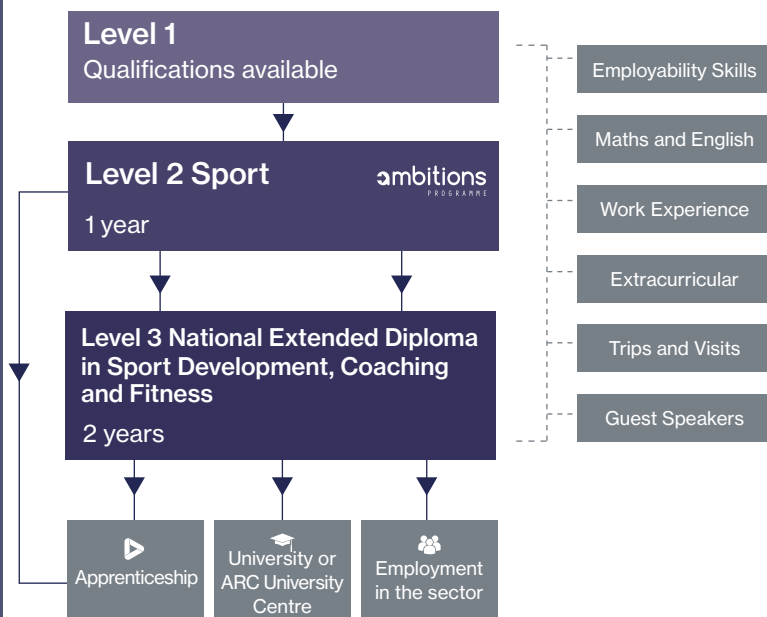 Level 1
Qualifications available
Level 2 Sport
ambitions
PROGRAMME
1 year
Level 3 National Extended Diploma
in Sport Development, Coaching
and Fitness
2 years
Apprenticeship
University or
ARC University
Centre
Employment
in the sector
Employability Skills
Maths and English
Work Experience
Extracurricular
Trips and Visits
Guest Speakers